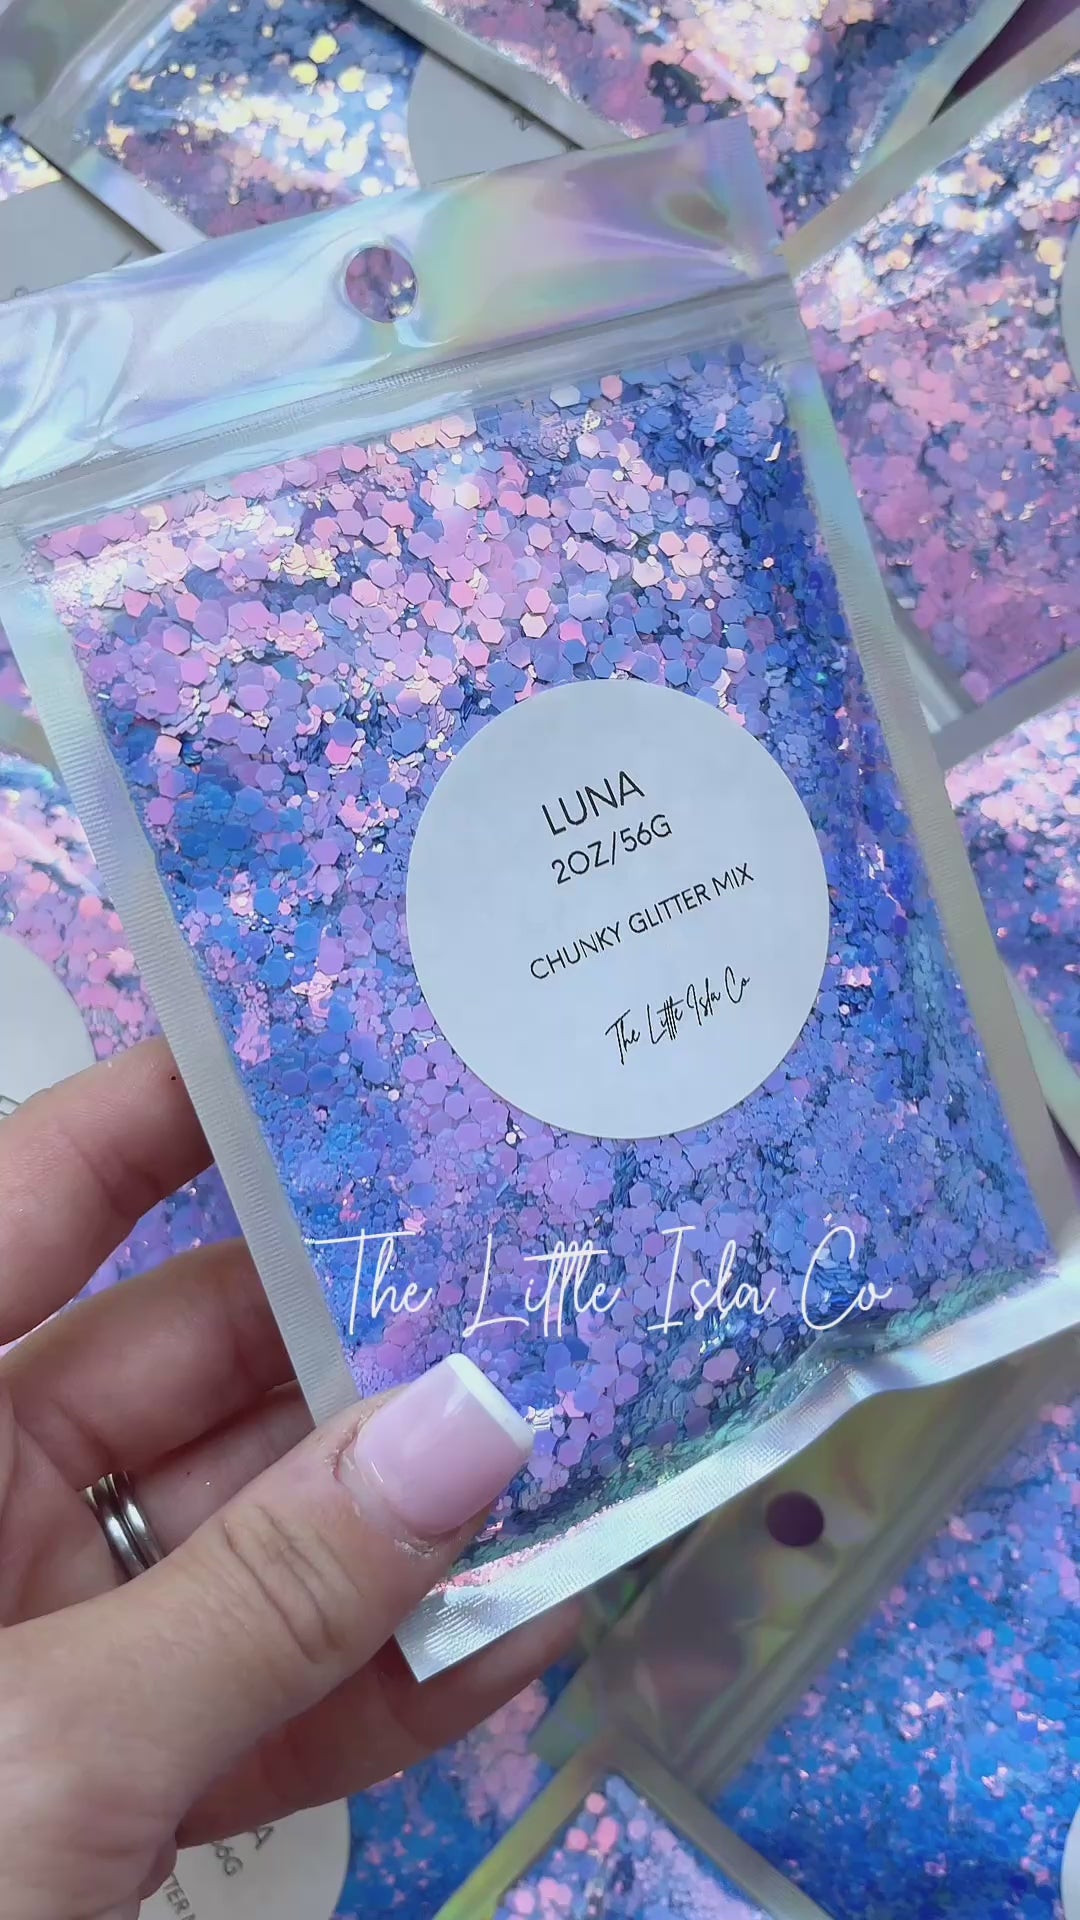 LUNA
2OZ/56G
CHUNKY GLITTER MIX
The Little Isla Co
The Little Isla Co